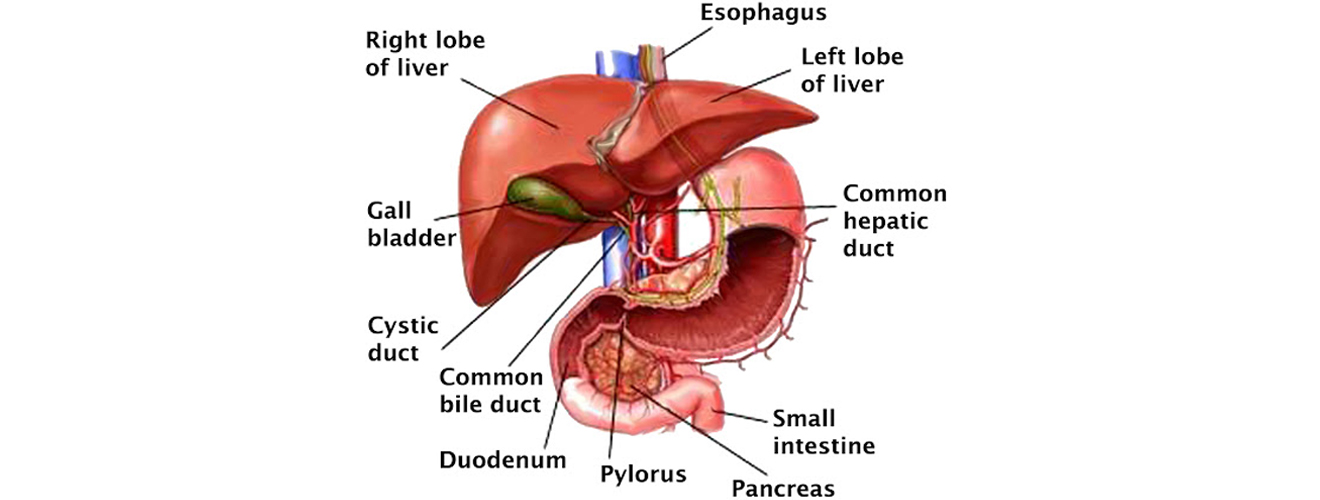 Esophagus
Right lobe
of liver
Left lobe
of liver
Common
hepatic
duct
Gall
bladder
Cystic
duct
Common
bile duct
Small
intestine
Duodenum
Pylorus
Pancreas